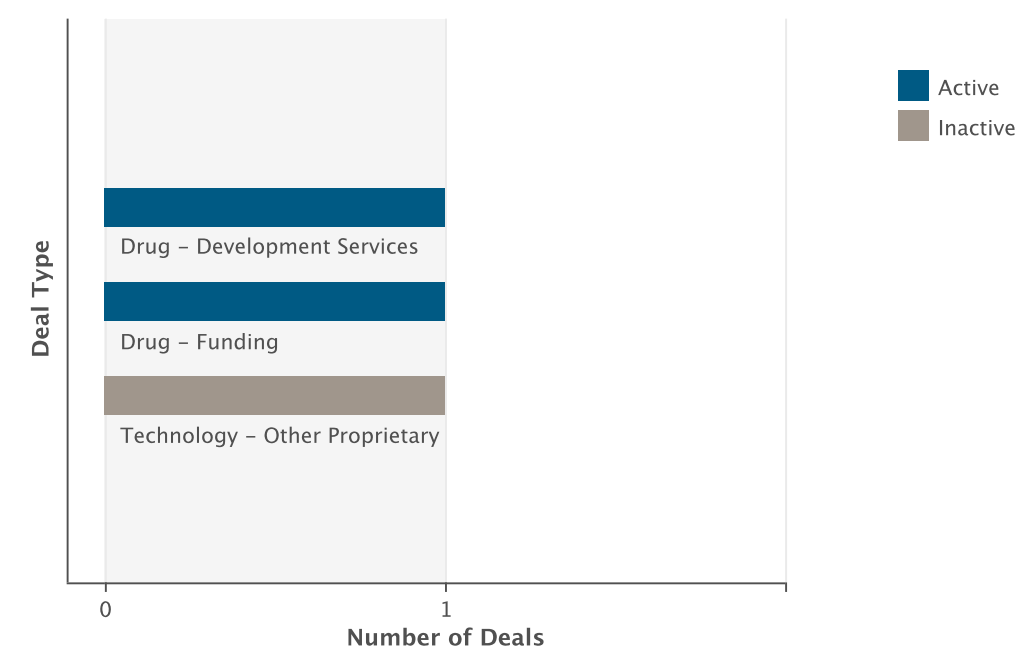 Active
Inactive
Deal Type
Drug – Development Services
Drug – Funding
Technology – Other Proprietary
0
1
Number of Deals